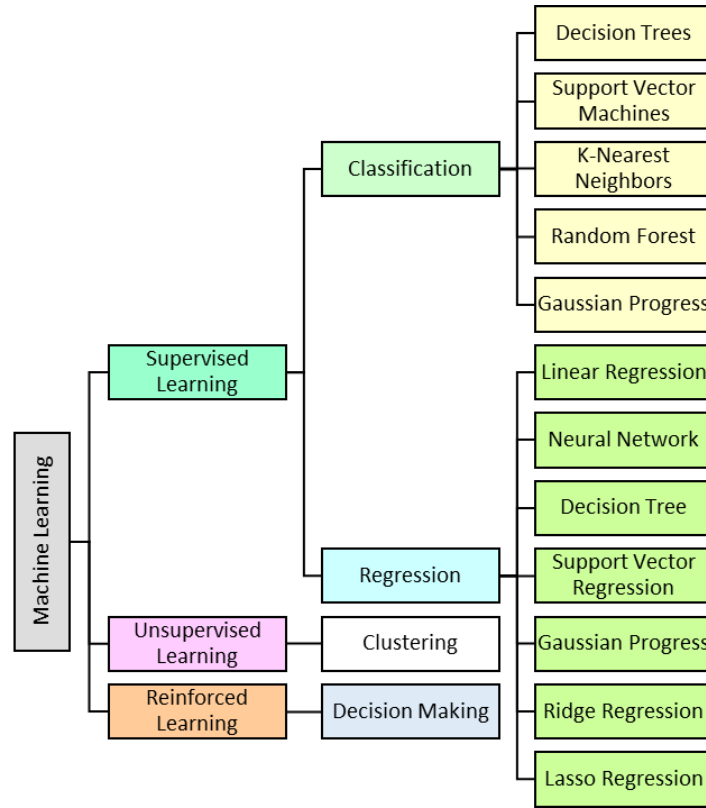 Machine Learning
Supervised
Learning
Unsupervised
Learning
Reinforced
Learning
Classification
Regression
Clustering
Decision Making
Decision Trees
Support Vector
Machines
K-Nearest
Neighbors
Random Forest
Gaussian Progress
Linear Regression
Neural Network
Decision Tree
Support Vector
Regression
Gaussian Progress
Ridge Regression
Lasso Regression